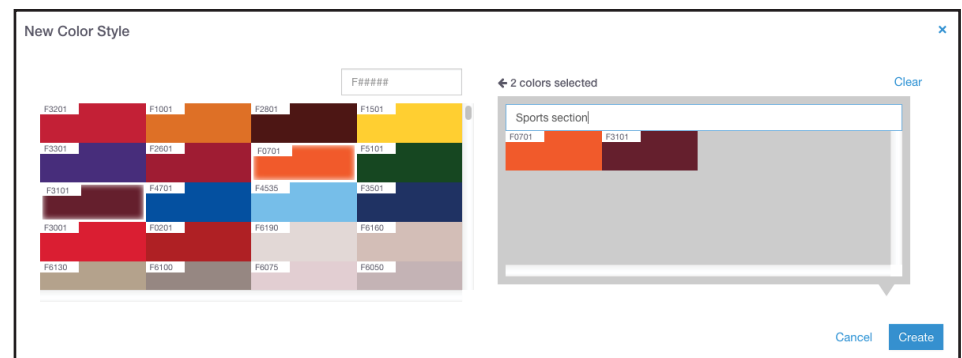 New Color Style ×
F#####
2 colors selected Clear
F3201 F1001 F2801 F1501
Sports section
F3301 F2601 F0701 F5101
F0701 F3101
F3101 F4701 F4535 F3501
F3001 F0201 F6190 F6160
F6130 F6100 F6075 F6050
Cancel Create